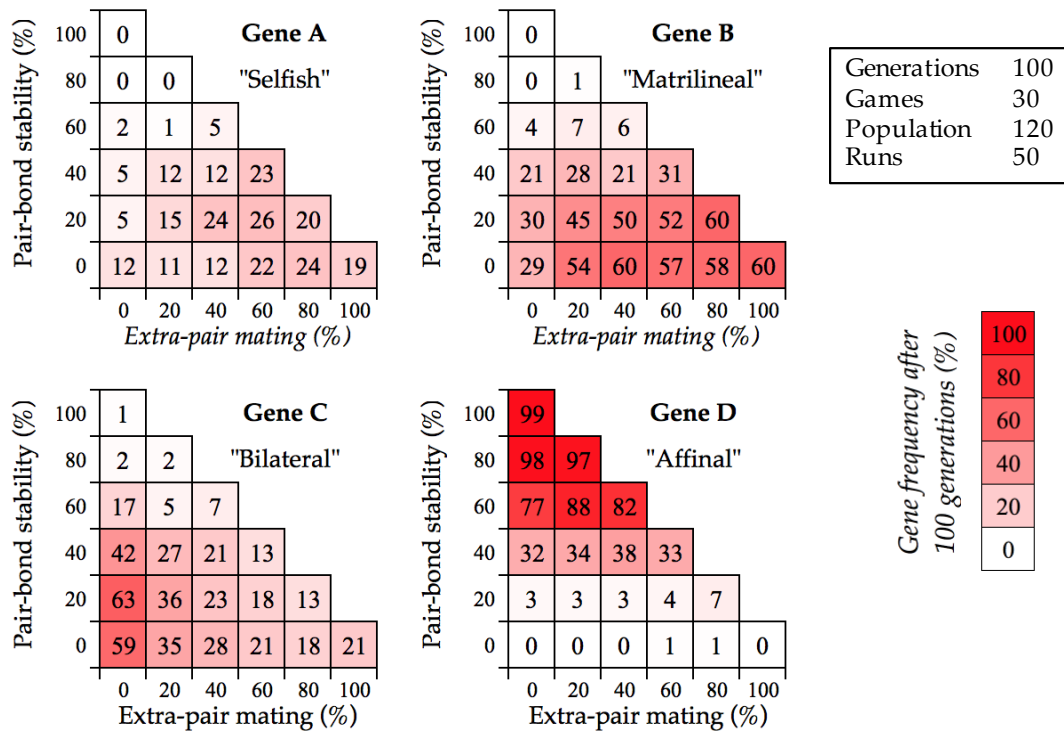 Pair-bond stability (%)
Gene A
"Selfish"
100 0
80 0 0
60 2 1 5
40 5 12 12 23
20 5 15 24 26 20
0 12 11 12 22 24 19
0 20 40 60 80 100
Extra-pair mating (%)
Pair-bond stability (%)
Gene B
"Matrilineal"
100 0
80 0 1
60 4 7 6
40 21 28 21 31
20 30 45 50 52 60
0 29 54 60 57 58 60
0 20 40 60 80 100
Extra-pair mating (%)
Generations 100
Games 30
Population 120
Runs 50
Pair-bond stability (%)
Gene C
"Bilateral"
100 1
80 2 2
60 17 5 7
40 42 27 21 13
20 63 36 23 18 13
0 59 35 28 21 18 21
0 20 40 60 80 100
Extra-pair mating (%)
Pair-bond stability (%)
Gene D
"Affinal"
100 99
80 98 97
60 77 88 82
40 32 34 38 33
20 3 3 3 4 7
0 0 0 0 1 1 0
0 20 40 60 80 100
Extra-pair mating (%)
Gene frequency after
100 generations (%)
100
80
60
40
20
0